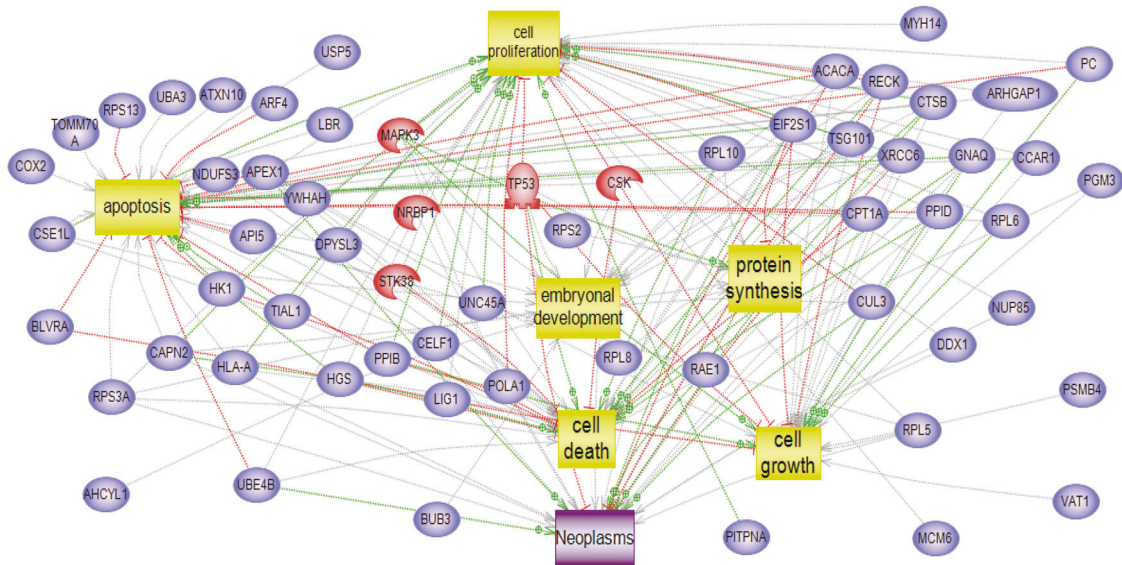 cell
proliferation
MYH14
USP5
PC
ACACA
RECK
UBA3
ATXN10
ARF4
RPS13
CTSB
ARHGAP1
TOMM70
A
LBR
MAPK3
EIF2S1
TSG101
RPL10
XRCC6
GNAQ
CCAR1
COX2
NDUFS3
APEX1
TP53
CSK
PGM3
apoptosis
YWHAH
NRBP1
CPT1A
PPID
RPL6
CSE1L
API5
DPYSL3
RPS2
protein
synthesis
STK38
HK1
UNC45A
embryonal
development
CUL3
NUP85
TIAL1
BLVRA
CAPN2
HLA-A
PPIB
CELF1
RPL8
RAE1
DDX1
HGS
POLA1
RPS3A
LIG1
PSMB4
cell
death
cell
growth
RPL5
AHCYL1
UBE4B
BUB3
VAT1
Neoplasms
PITPNA
MCM6